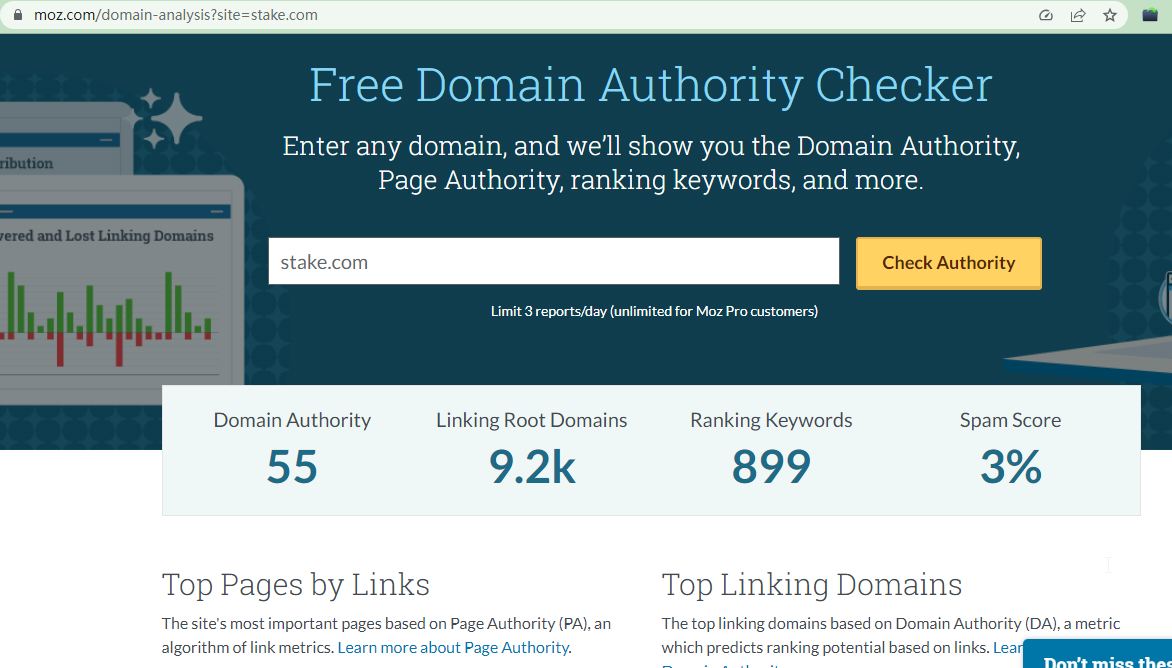 moz.com/domain-analysis?site=stake.com
Free Domain Authority Checker
Enter any domain, and we’ll show you the Domain Authority,
Page Authority, ranking keywords, and more.
ribution
vered and Lost Linking Domains
stake.com
Check Authority
Limit 3 reports/day (unlimited for Moz Pro customers)
Domain Authority
55
Linking Root Domains
9.2k
Ranking Keywords
899
Spam Score
3%
Top Pages by Links
The site's most important pages based on Page Authority (PA), an
algorithm of link metrics. Learn more about Page Authority.
Top Linking Domains
The top linking domains based on Domain Authority (DA), a metric
which predicts ranking potential based on links. Lear
Don't miss thes